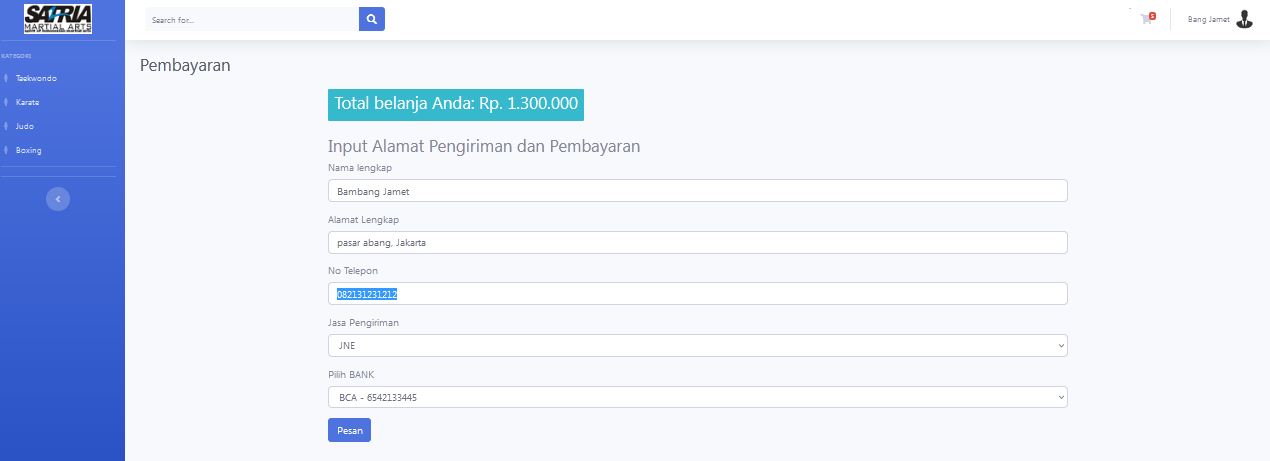 SATRIA
MARTIAL ARTS
KATEGORI
Taekwondo
Karate
Judo
Boxing
Search for...
5
Bang Jamet
Pembayaran
Total belanja Anda: Rp. 1.300.000
Input Alamat Pengiriman dan Pembayaran
Nama lengkap
Bambang Jamet
Alamat Lengkap
pasar abang, Jakarta
No Telepon
082131231212
Jasa Pengiriman
JNE
Pilih BANK
BCA - 6542133445
Pesan